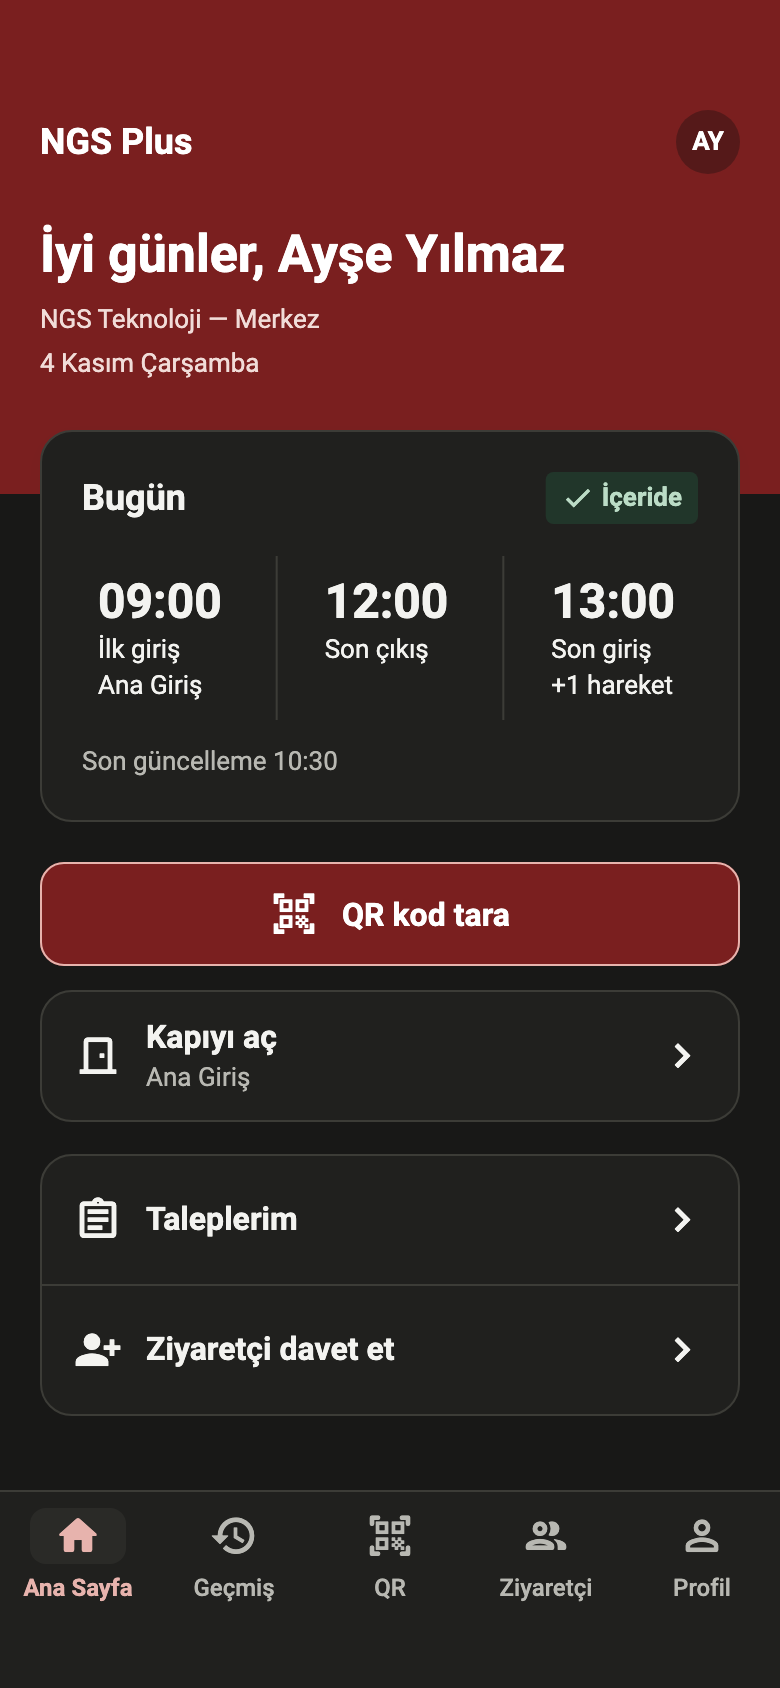 NGS Plus
AY
İyi günler, Ayşe Yılmaz
NGS Teknoloji — Merkez
4 Kasım Çarşamba
Bugün
İçeride
09:00
İlk giriş
Ana Giriş
12:00
Son çıkış
13:00
Son giriş
+1 hareket
Son güncelleme 10:30
QR kod tara
Kapıyı aç
Ana Giriş
Taleplerim
Ziyaretçi davet et
Ana Sayfa
Geçmiş
QR
Ziyaretçi
Profil